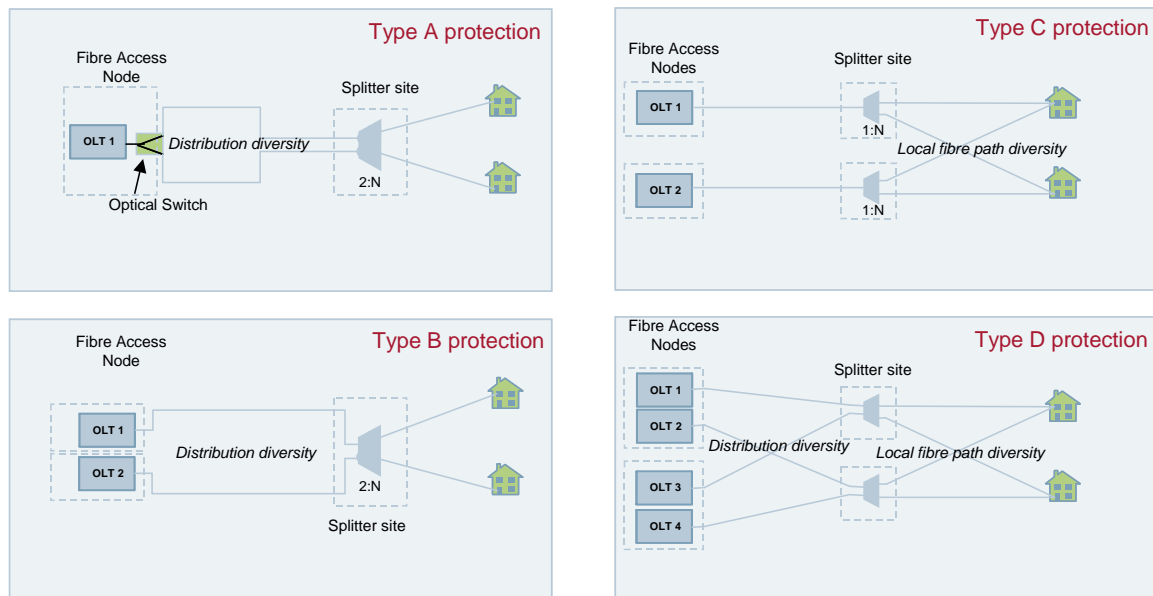 Type A protection
Fibre Access
Node
Splitter site
OLT 1
Distribution diversity
2:N
Optical Switch
Type C protection
Fibre Access
Nodes
Splitter site
OLT 1
1:N
Local fibre path diversity
OLT 2
1:N
Type B protection
Fibre Access
Node
OLT 1
Distribution diversity
OLT 2
2:N
Splitter site
Type D protection
Fibre Access
Nodes
Splitter site
OLT 1
OLT 2
Distribution diversity
Local fibre path diversity
OLT 3
OLT 4